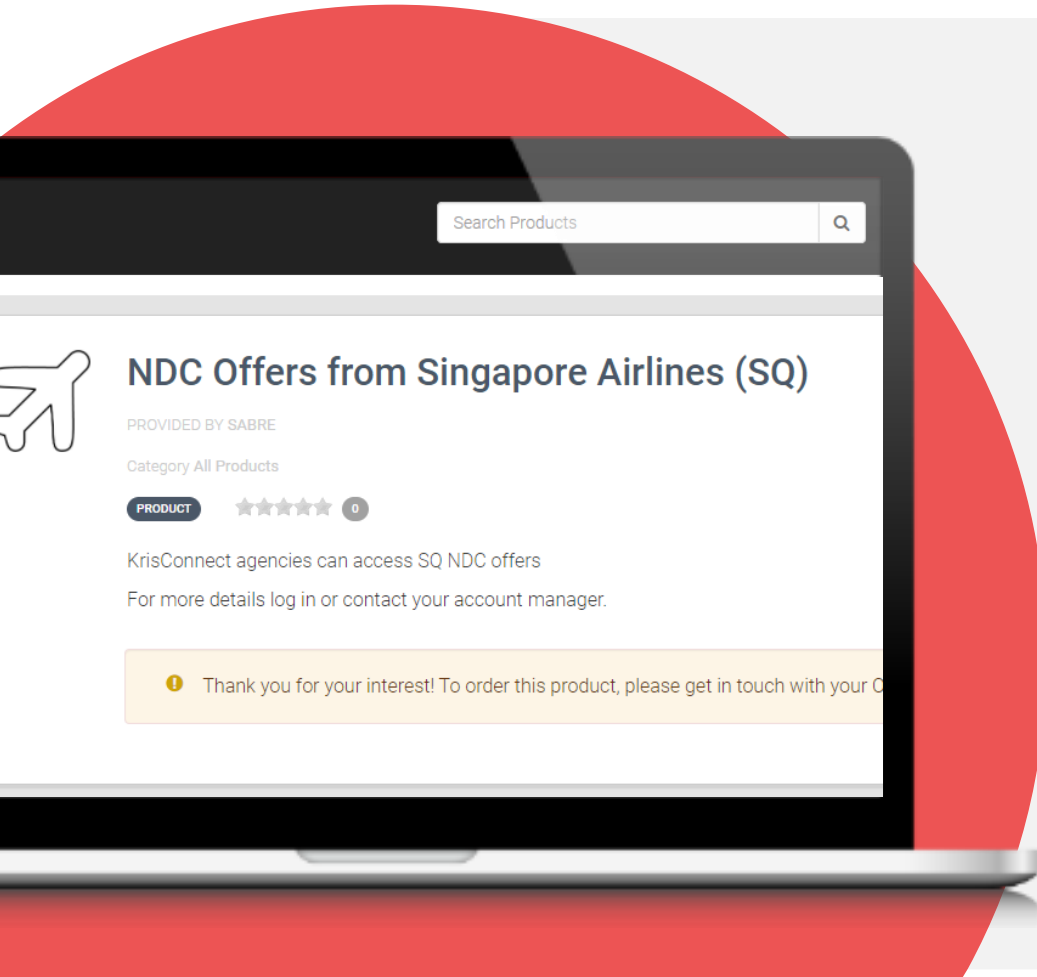 Search Products
NDC Offers from Singapore Airlines (SQ)
PROVIDED BY SABRE
Category All Products
PRODUCT 0
KrisConnect agencies can access SQ NDC offers
For more details log in or contact your account manager.
Thank you for your interest! To order this product, please get in touch with your